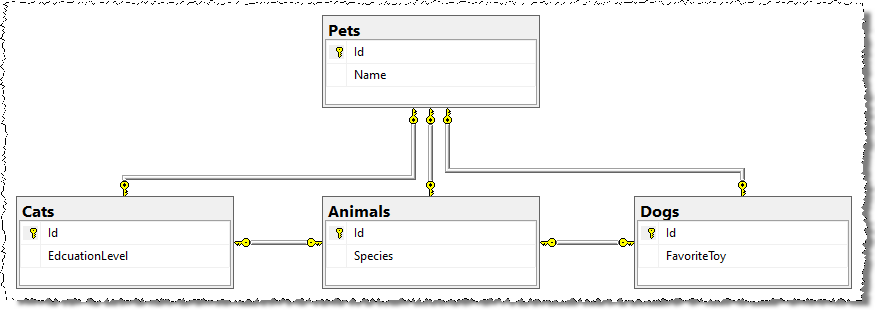 Pets
Id
Name
Cats
Id
EdcuationLevel
Animals
Id
Species
Dogs
Id
FavoriteToy